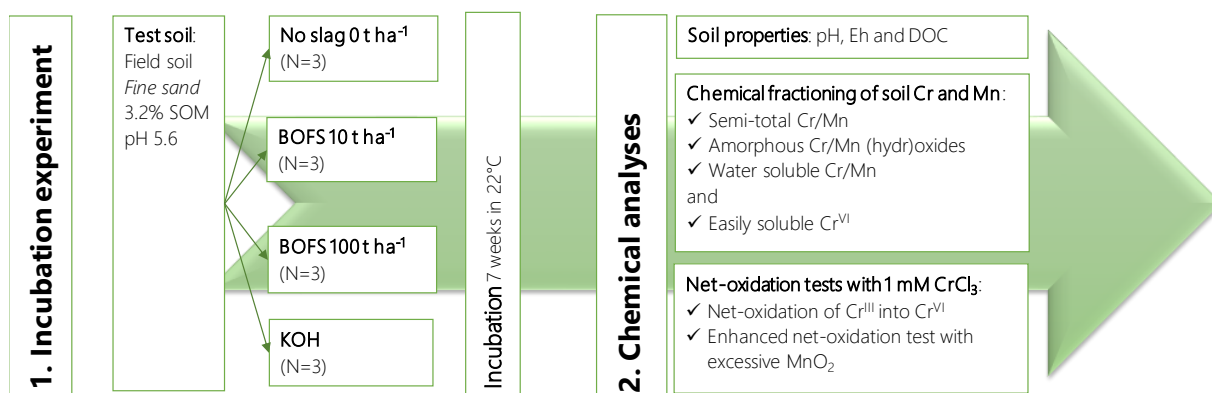 1. Incubation experiment
Test soil:
Field soil
Fine sand
3.2% SOM
pH 5.6
No slag 0 t ha⁻¹
(N=3)
BOFS 10 t ha⁻¹
(N=3)
BOFS 100 t ha⁻¹
(N=3)
KOH
(N=3)
Incubation 7 weeks in 22°C
2. Chemical analyses
Soil properties: pH, Eh and DOC
Chemical fractioning of soil Cr and Mn:
✓ Semi-total Cr/Mn
✓ Amorphous Cr/Mn (hydr)oxides
✓ Water soluble Cr/Mn
and
✓ Easily soluble Crⱽᴵ
Net-oxidation tests with 1 mM CrCl₃:
✓ Net-oxidation of Crᴵᴵᴵ into Crⱽᴵ
✓ Enhanced net-oxidation test with
excessive MnO₂